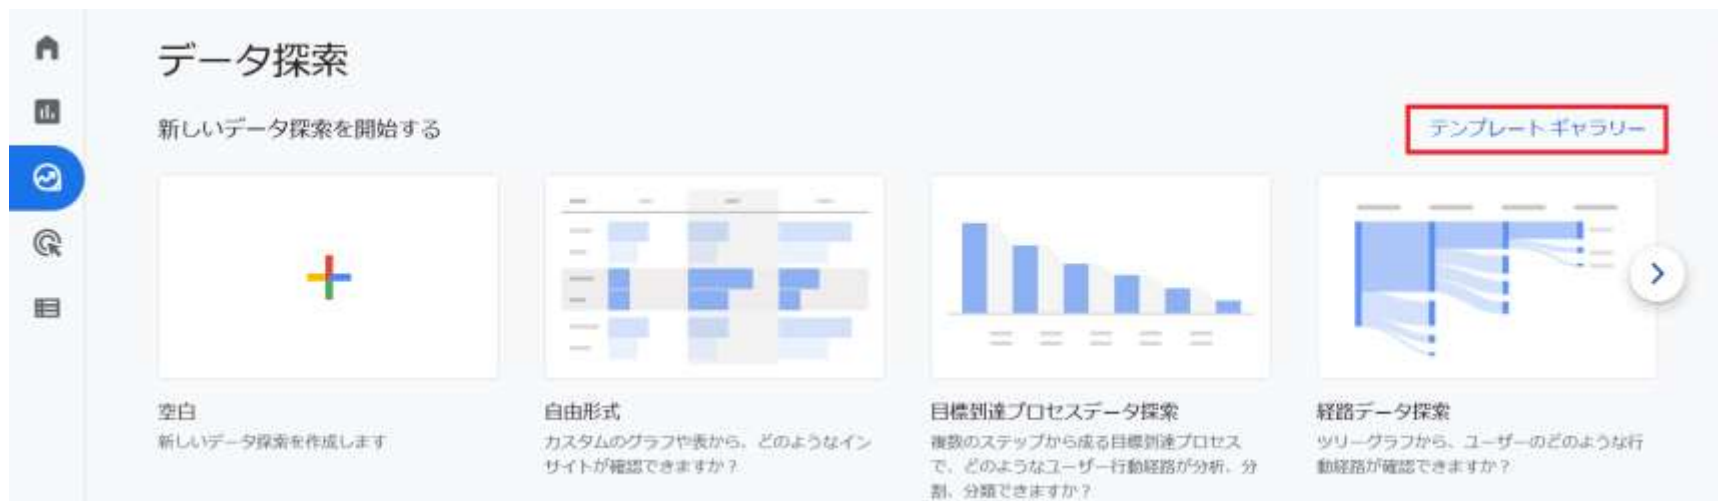 データ探索
新しいデータ探索を開始する
テンプレート ギャラリー
空白
新しいデータ探索を作成します
自由形式
カスタムのグラフや表から、どのようなイン
サイトが確認できますか？
目標到達プロセスデータ探索
複数のステップから成る目標到達プロセス
で、どのようなユーザー行動経路が分析、分
割、分類できますか？
経路データ探索
ツリーグラフから、ユーザーのどのような行
動経路が確認できますか？